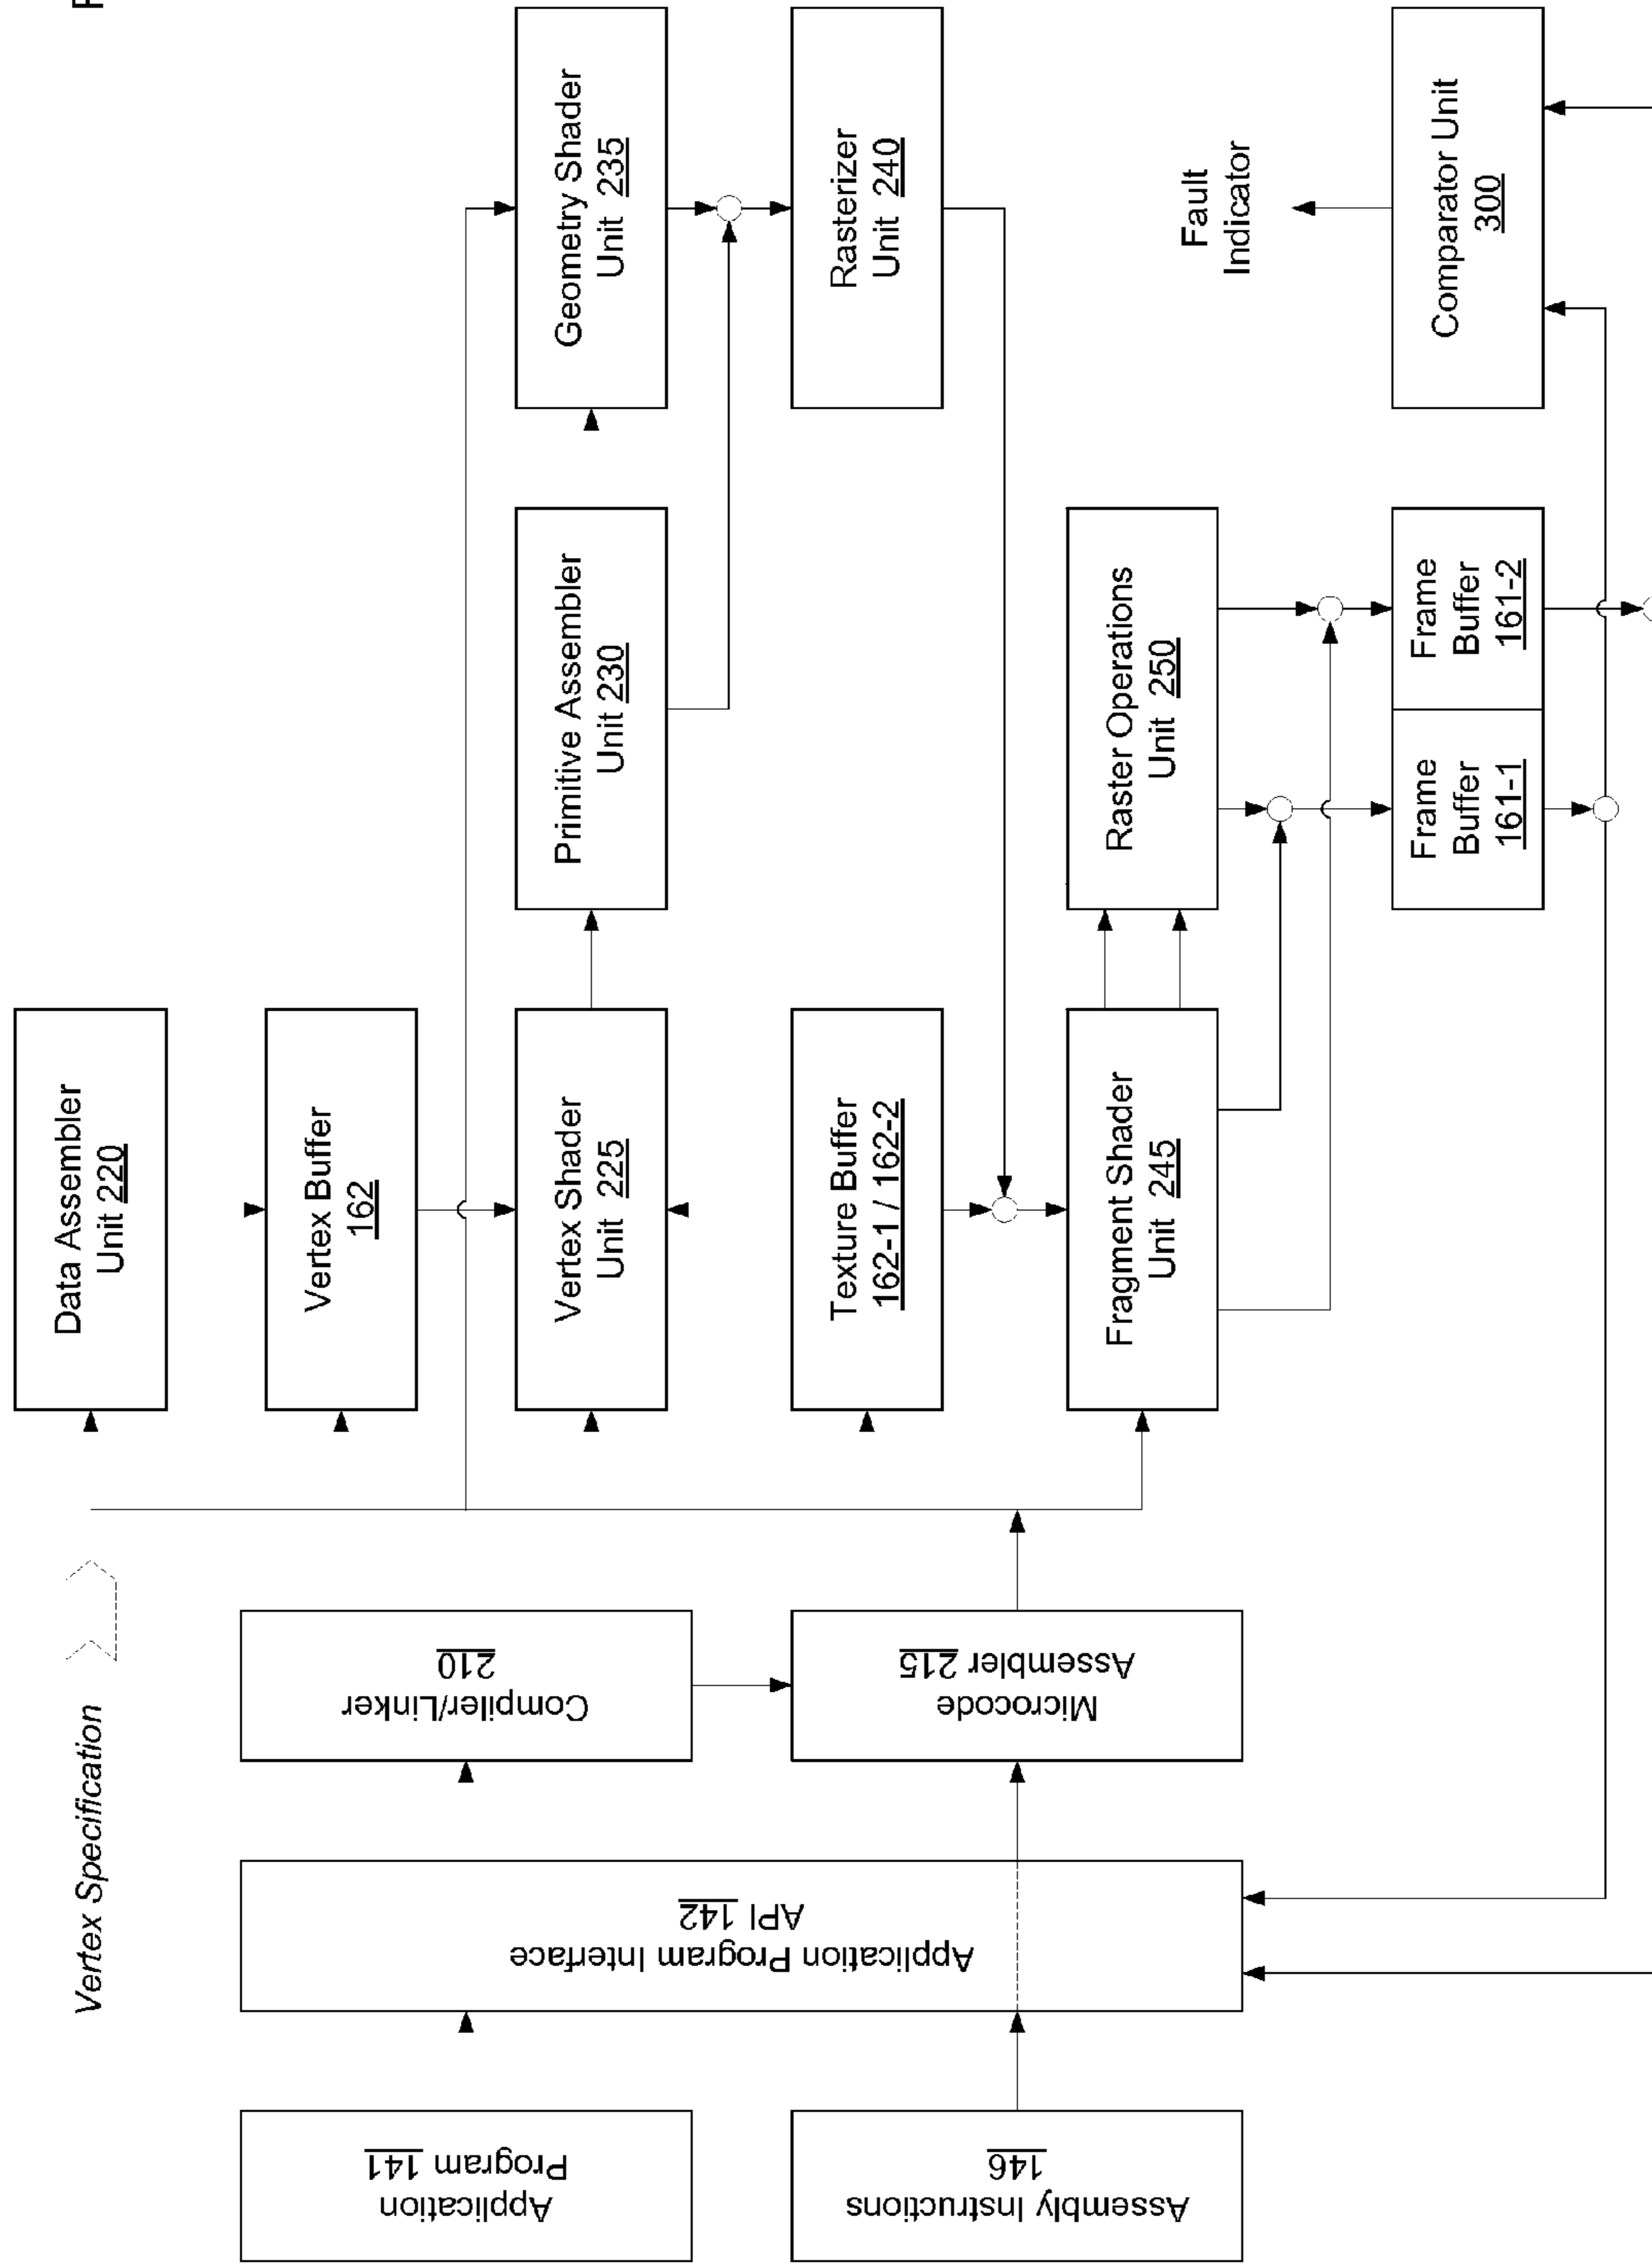 Vertex Specification
Data Assembler
Unit 220
Vertex Buffer
162
Vertex Shader
Unit 225
Primitive Assembler
Unit 230
Geometry Shader
Unit 235
Rasterizer
Unit 240
Texture Buffer
162-1 / 162-2
Fragment Shader
Unit 245
Raster Operations
Unit 250
Frame
Buffer
161-1
Frame
Buffer
161-2
Fault
Indicator
Comparator Unit
300
Compiler/Linker
210
Microcode
Assembler 215
Application Program Interface
API 142
Application
Program 141
Assembly Instructions
146